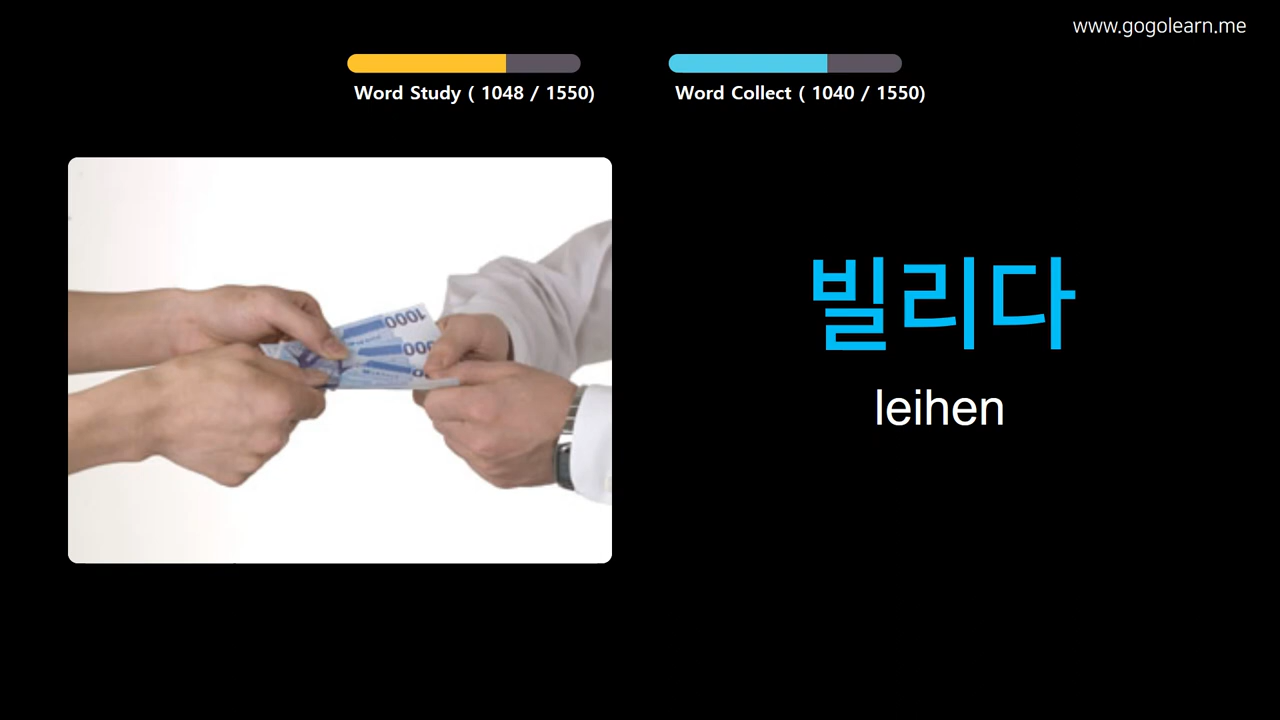 www.gogolearn.me
Word Study ( 1048 / 1550)
Word Collect ( 1040 / 1550)
1000
빌리다
leihen